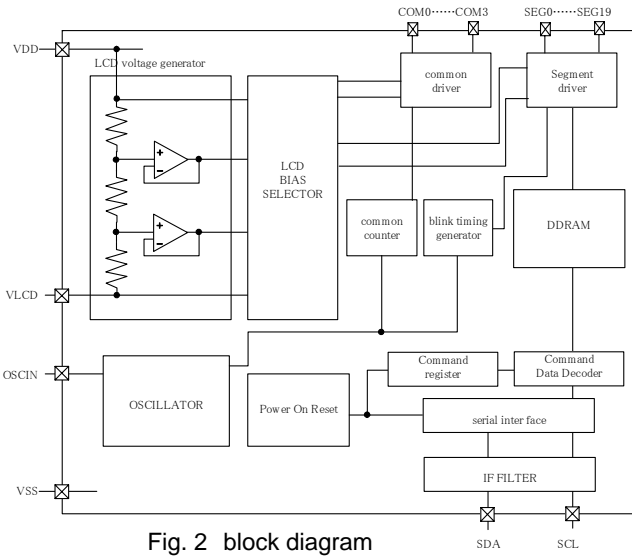 COM0……COM3
SEG0……SEG19
VDD
LCD voltage generator
common
driver
Segment
driver
LCD
BIAS
SELECTOR
common
counter
blink timing
generator
DDRAM
VLCD
OSCIN
OSCILLATOR
Power On Reset
Command
register
Command
Data Decoder
serial inter face
IF FILTER
VSS
SDA
SCL
Fig. 2 block diagram